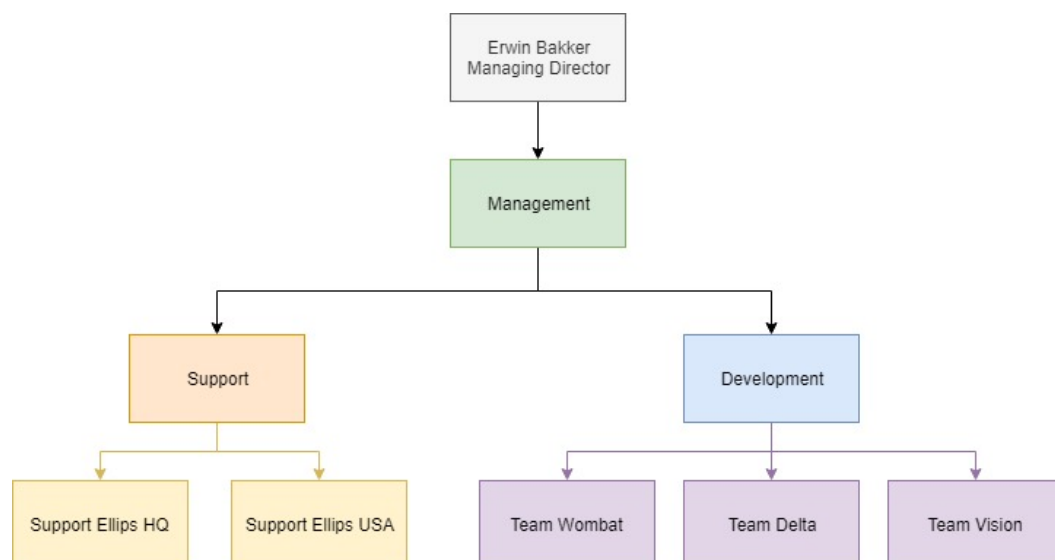 Erwin Bakker
Managing Director
Management
Support
Development
Support Ellips HQ
Support Ellips USA
Team Wombat
Team Delta
Team Vision